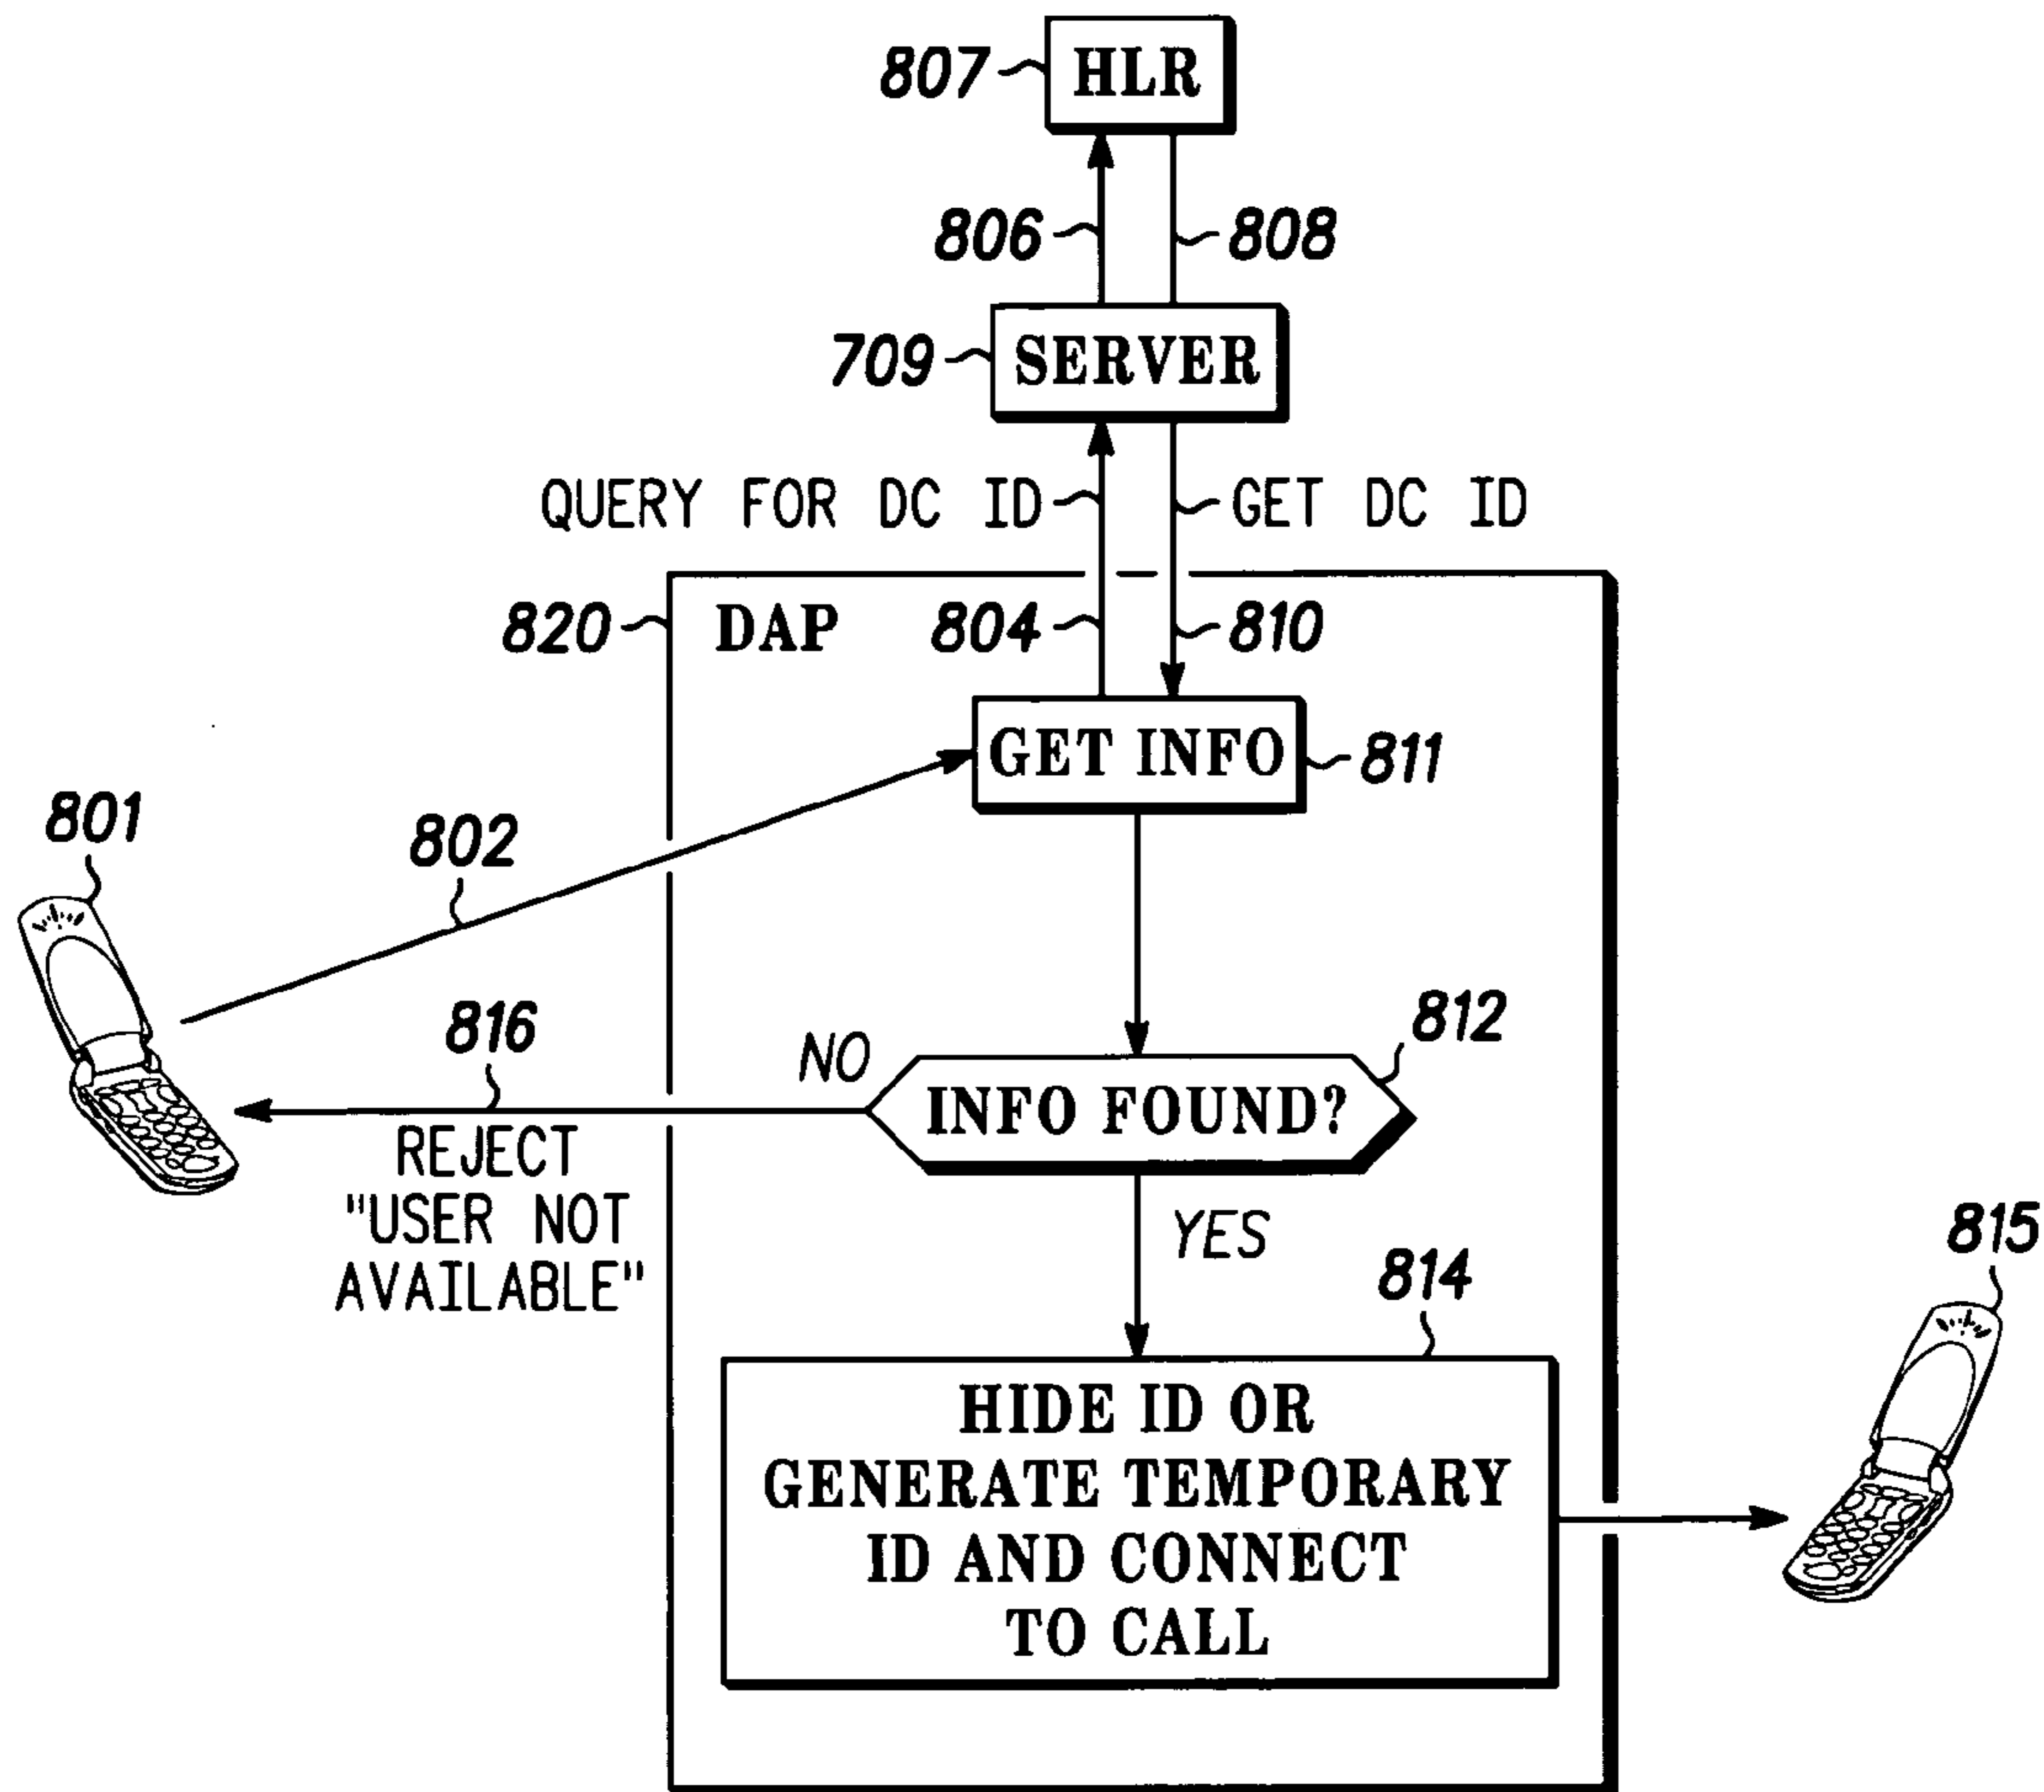 807 HLR
806 808
709 SERVER
QUERY FOR DC ID GET DC ID
820 DAP 804 810
GET INFO 811
801 802
816 NO 812
INFO FOUND?
REJECT
"USER NOT
AVAILABLE"
YES
814 815
HIDE ID OR
GENERATE TEMPORARY
ID AND CONNECT
TO CALL